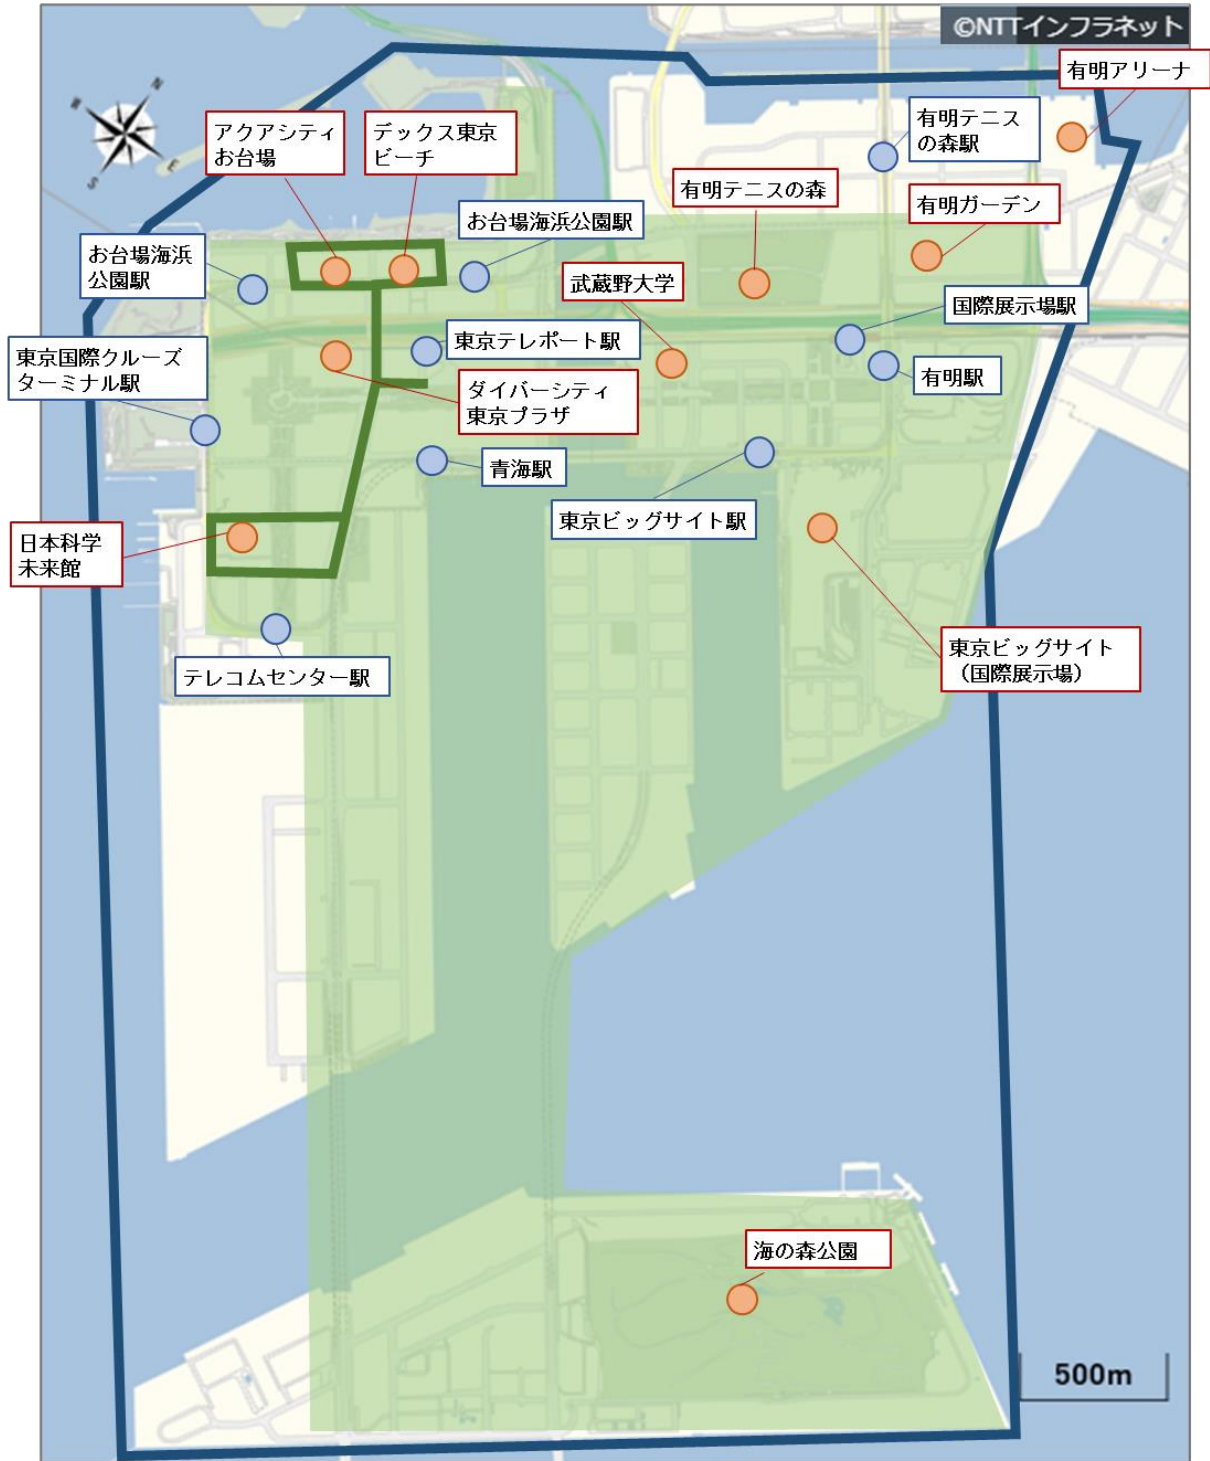 ©NTTインフラネット
有明アリーナ
アクアシティ
お台場
デックス東京
ビーチ
有明テニス
の森駅
有明テニスの森
有明ガーデン
お台場海浜公園駅
お台場海浜
公園駅
武蔵野大学
国際展示場駅
東京テレポート駅
東京国際クルーズ
ターミナル駅
有明駅
ダイバーシティ
東京プラザ
青海駅
東京ビッグサイト駅
日本科学
未来館
東京ビッグサイト
（国際展示場）
テレコムセンター駅
海の森公園
500m
N
E
S